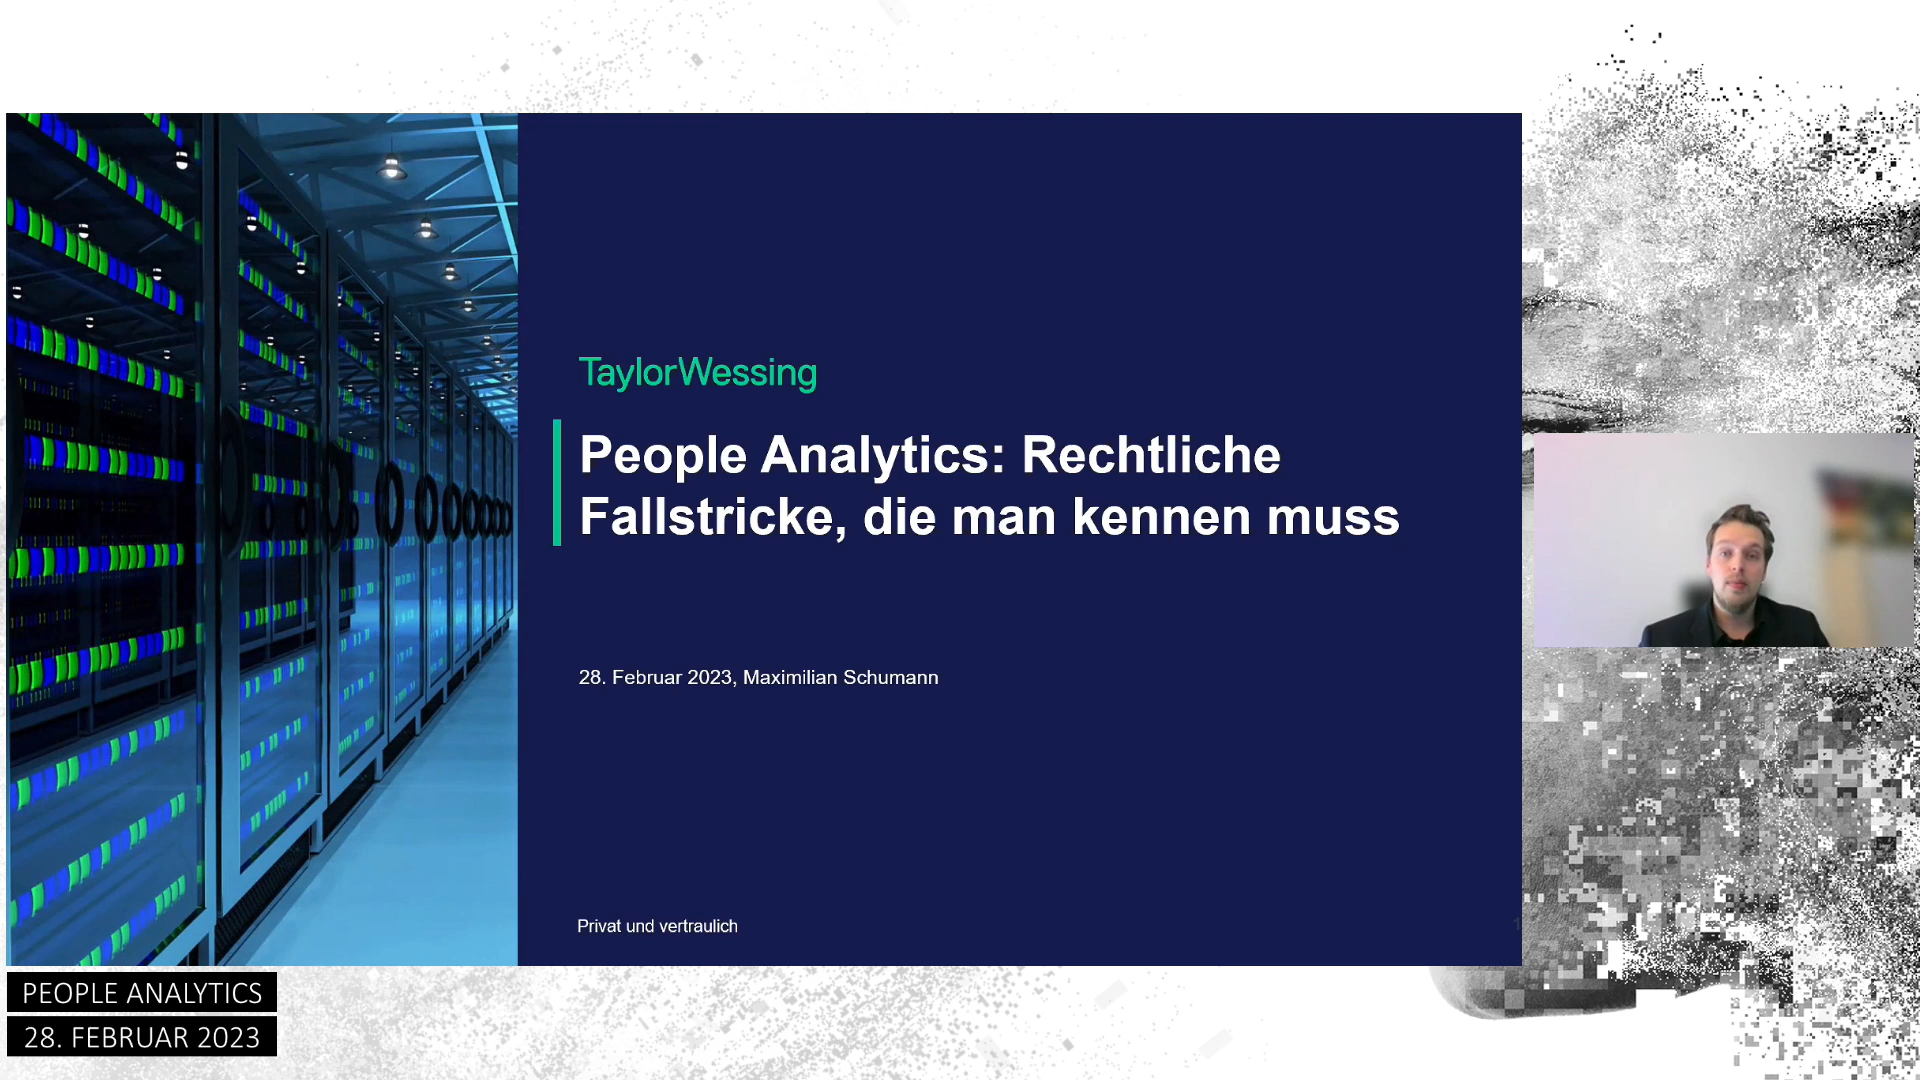 TaylorWessing
People Analytics: Rechtliche
Fallstricke, die man kennen muss
28. Februar 2023, Maximilian Schumann
Privat und vertraulich
1
PEOPLE ANALYTICS
28. FEBRUAR 2023